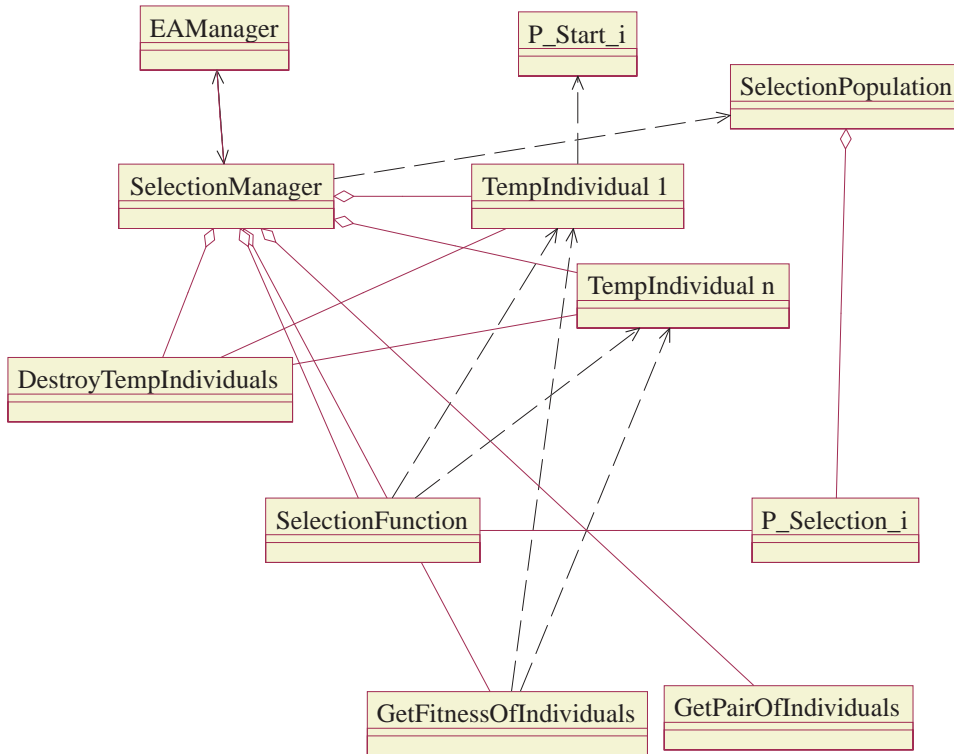 EAManager
P_Start_i
SelectionPopulation
SelectionManager
TempIndividual 1
TempIndividual n
DestroyTempIndividuals
SelectionFunction
P_Selection_i
GetFitnessOfIndividuals
GetPairOfIndividuals